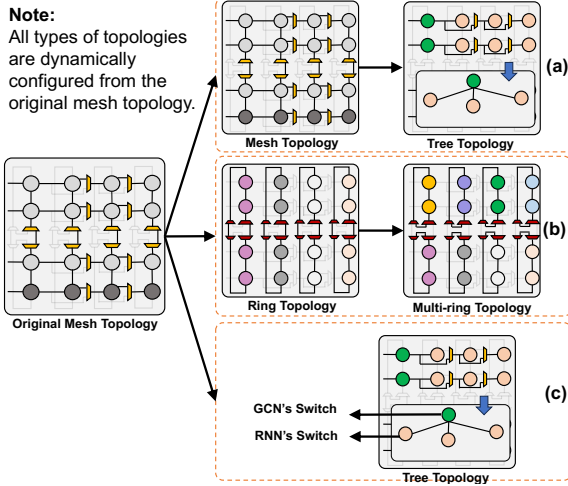 Note:
All types of topologies
are dynamically
configured from the
original mesh topology.
(a)
Mesh Topology
Tree Topology
(b)
Original Mesh Topology
Ring Topology
Multi-ring Topology
(c)
GCN's Switch
RNN's Switch
Tree Topology